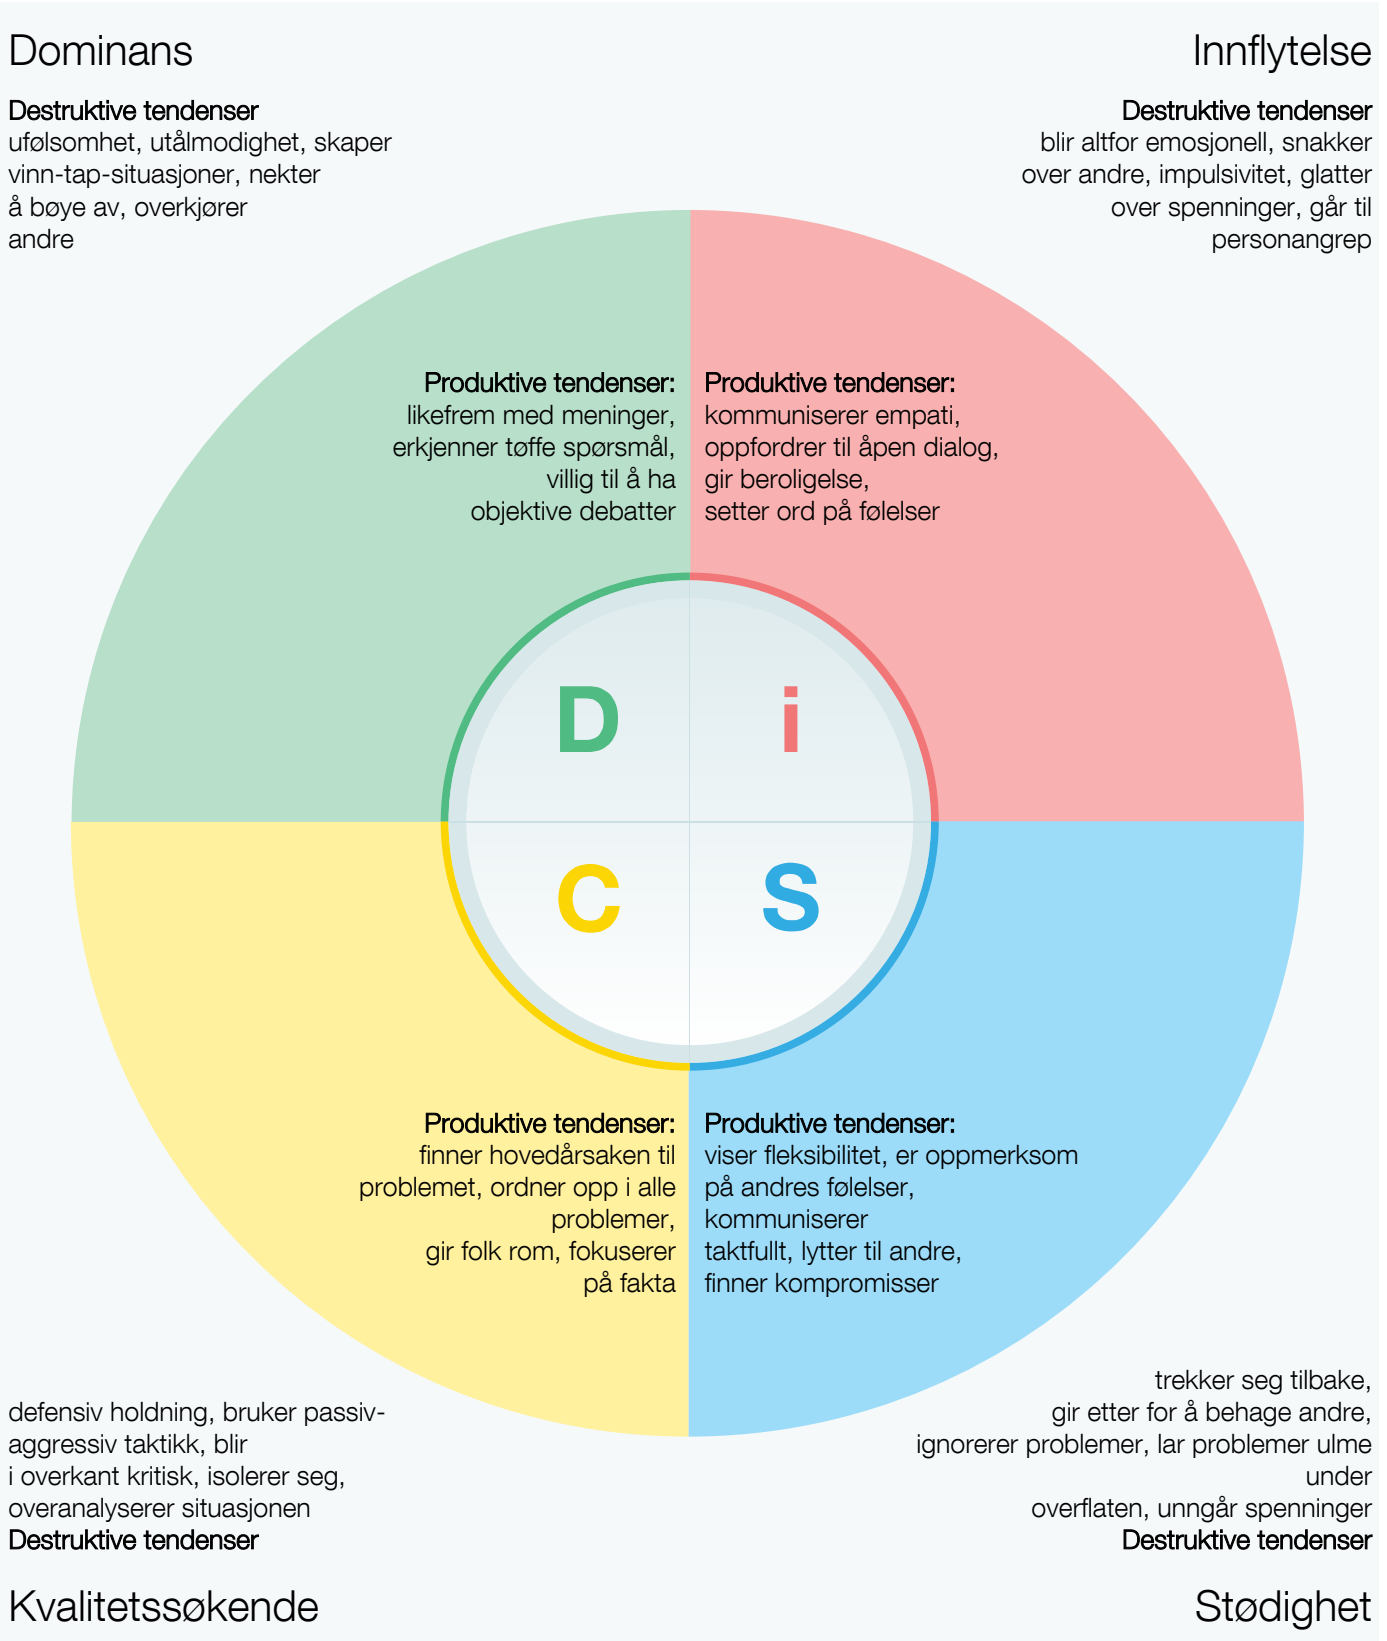 Dominans
Destruktive tendenser
ufølsomhet, utålmodighet, skaper
vinn-tap-situasjoner, nekter
å bøye av, overkjører
andre
Innflytelse
Destruktive tendenser
blir altfor emosjonell, snakker
over andre, impulsivitet, glatter
over spenninger, går til
personangrep
Produktive tendenser:
likefrem med meninger,
erkjenner tøffe spørsmål,
villig til å ha
objektive debatter
Produktive tendenser:
kommuniserer empati,
oppfordrer til åpen dialog,
gir beroligelse,
setter ord på følelser
D
i
C
S
Produktive tendenser:
finner hovedårsaken til
problemet, ordner opp i alle
problemer,
gir folk rom, fokuserer
på fakta
Produktive tendenser:
viser fleksibilitet, er oppmerksom
på andres følelser,
kommuniserer
taktfullt, lytter til andre,
finner kompromisser
defensiv holdning, bruker passiv-
aggressiv taktikk, blir
i overkant kritisk, isolerer seg,
overanalyserer situasjonen
Destruktive tendenser
Kvalitetssøkende
trekker seg tilbake,
gir etter for å behage andre,
ignorerer problemer, lar problemer ulme
under
overflaten, unngår spenninger
Destruktive tendenser
Stødighet